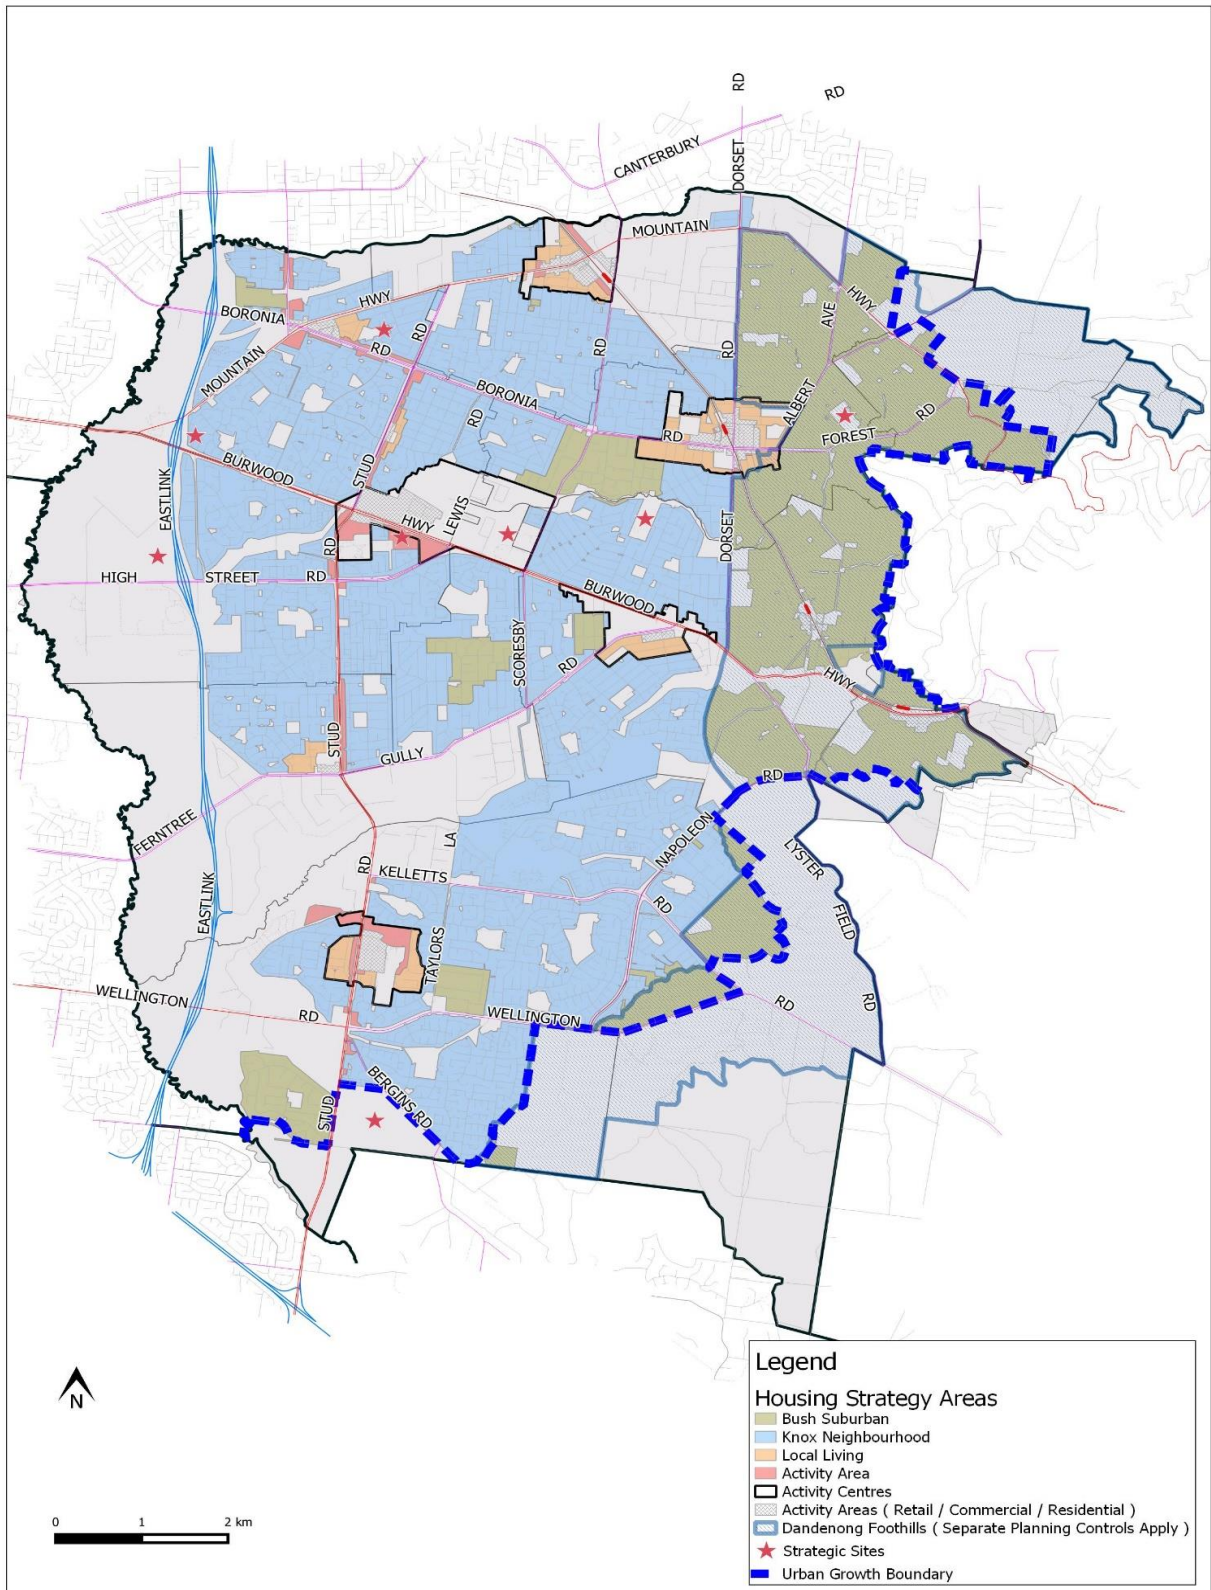 RD
RD
CANTERBURY
DORSET
MOUNTAIN
BORONIA
HWY
RD
RD
MOUNTAIN
RD
BORONIA
RD
RD
HWY
AVE
ALBERT
RD
RD
FOREST
EASTLINK
BURWOOD
STUD
HWY
LEWIS
RD
DORSET
HIGH
STREET
RD
BURWOOD
SCORESBY
RD
HWY
STUD
GULLY
RD
FERNTREE
NAPOLEON
LYSTER
LA
RD
KELLETTS
RD
FIELD
EASTLINK
TAYLORS
WELLINGTON
RD
WELLINGTON
RD
RD
BERGINS RD
STUD
N
0 1 2 km
Legend
Housing Strategy Areas
Bush Suburban
Knox Neighbourhood
Local Living
Activity Area
Activity Centres
Activity Areas ( Retail / Commercial / Residential )
Dandenong Foothills ( Separate Planning Controls Apply )
Strategic Sites
Urban Growth Boundary